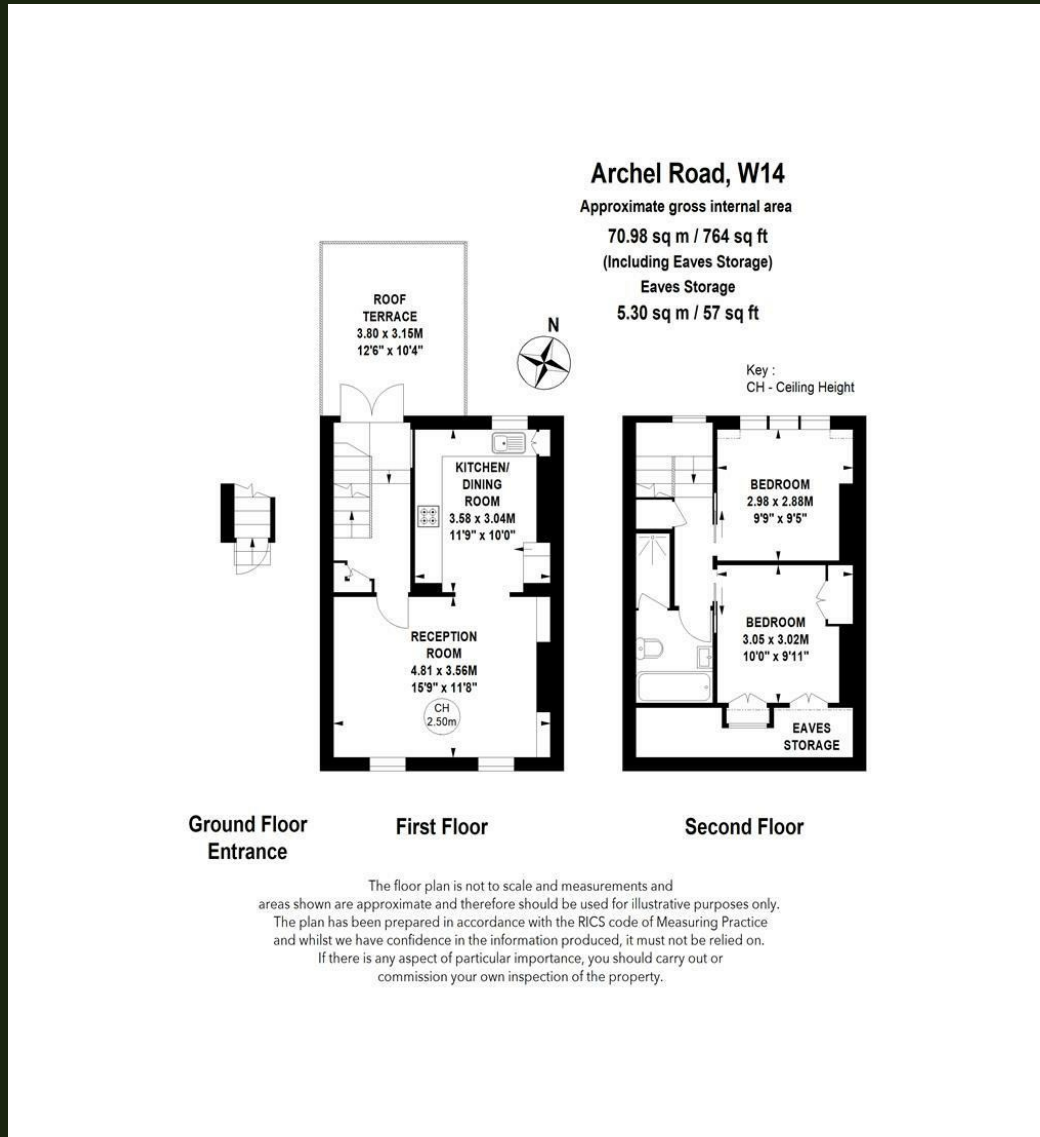 Archel Road, W14
Approximate gross internal area
70.98 sq m / 764 sq ft
(Including Eaves Storage)
Eaves Storage
5.30 sq m / 57 sq ft
N
Key :
CH - Ceiling Height
ROOF
TERRACE
3.80 x 3.15M
12'6" x 10'4"
KITCHEN/
DINING
ROOM
3.58 x 3.04M
11'9" x 10'0"
RECEPTION
ROOM
4.81 x 3.56M
15'9" x 11'8"
CH
2.50m
BEDROOM
2.98 x 2.88M
9'9" x 9'5"
BEDROOM
3.05 x 3.02M
10'0" x 9'11"
EAVES
STORAGE
Ground Floor
Entrance
First Floor
Second Floor
The floor plan is not to scale and measurements and
areas shown are approximate and therefore should be used for illustrative purposes only.
The plan has been prepared in accordance with the RICS code of Measuring Practice
and whilst we have confidence in the information produced, it must not be relied on.
If there is any aspect of particular importance, you should carry out or
commission your own inspection of the property.